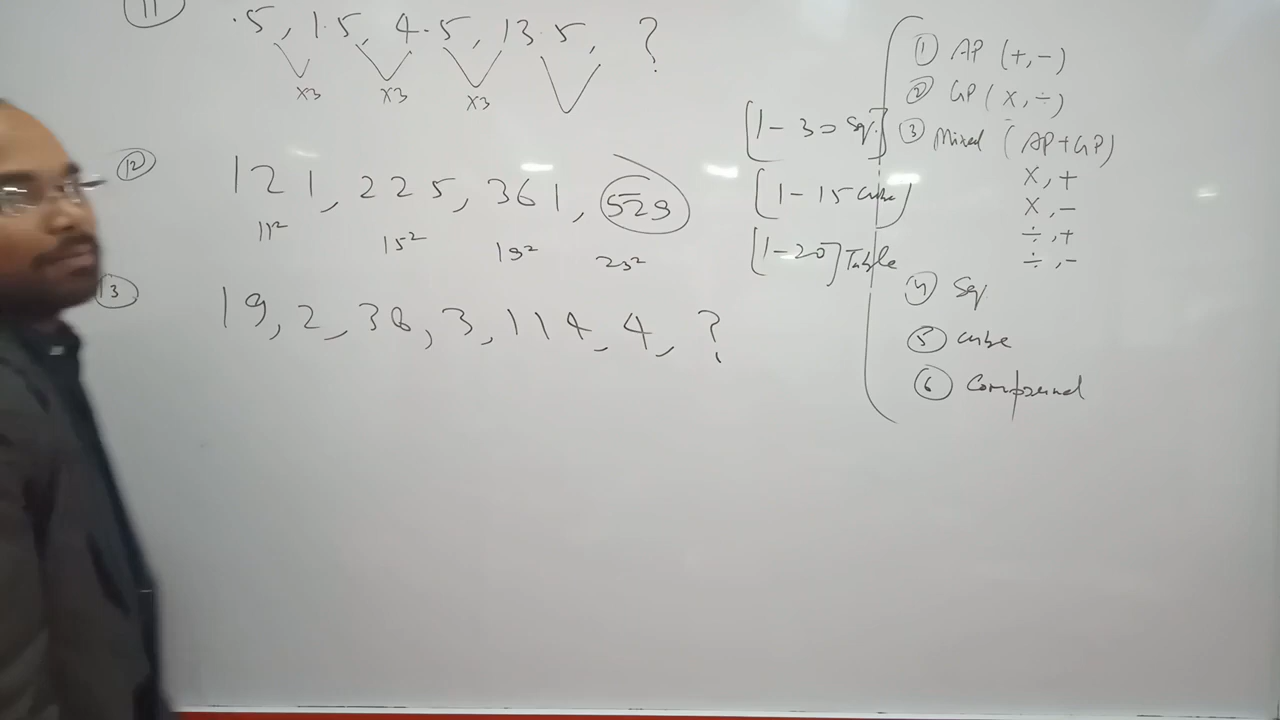 11
.5, 1.5, 4.5, 13.5, ?
x3 x3 x3
12
121, 225, 361, 529
11² 15² 19² 23²
13
19, 2, 38, 3, 114, 4, ?
[1-30 Sq.]
[1-15 Cube]
[1-20] Table
① AP (+,-)
② GP (x, ÷)
③ Mixed (AP+GP)
x, +
x, -
÷, +
÷, -
④ Sq.
⑤ Cube
⑥ Compound